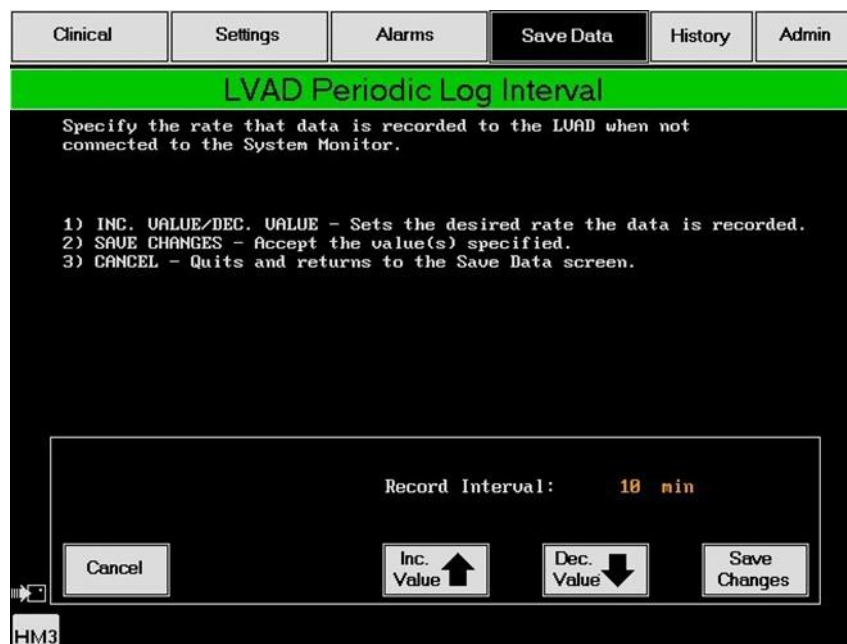 Clinical Settings Alarms Save Data History Admin
LVAD Periodic Log Interval
Specify the rate that data is recorded to the LVAD when not
connected to the System Monitor.
1) INC. VALUE/DEC. VALUE - Sets the desired rate the data is recorded.
2) SAVE CHANGES - Accept the value(s) specified.
3) CANCEL - Quits and returns to the Save Data screen.
Record Interval: 10 min
Cancel
Inc.
Value
Dec.
Value
Save
Changes
HM3